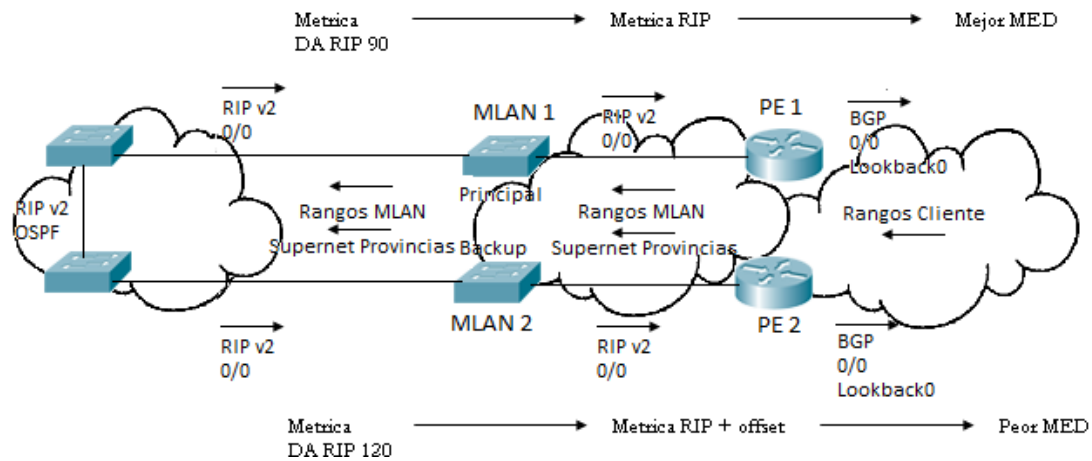 Metrica
DA RIP 90
Metrica RIP
Mejor MED
RIP v2
0/0
MLAN 1
RIP v2
0/0
PE 1
BGP
0/0
Lookback0
Principal
RIP v2
OSPF
Rangos MLAN
Supernet Provincias
Backup
Rangos MLAN
Supernet Provincias
Rangos Cliente
MLAN 2
PE 2
RIP v2
0/0
RIP v2
0/0
BGP
0/0
Lookback0
Metrica
DA RIP 120
Metrica RIP + offset
Peor MED